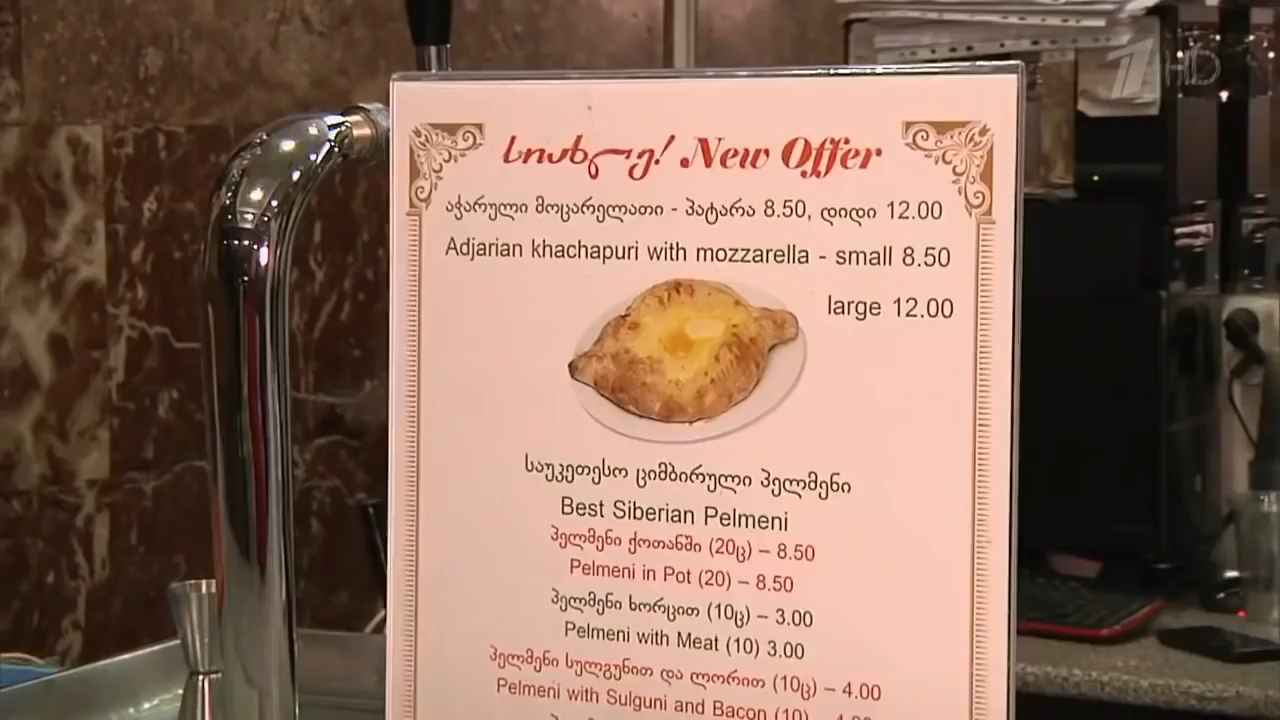 სიახლე! New Offer
აჭარული მოცარელათი - პატარა 8.50, დიდი 12.00
Adjarian khachapuri with mozzarella - small 8.50
large 12.00
საუკეთესო ციმბირული პელმენი
Best Siberian Pelmeni
პელმენი ქოთანში (20ც) – 8.50
Pelmeni in Pot (20) – 8.50
პელმენი ხორცით (10ც) – 3.00
Pelmeni with Meat (10) 3.00
პელმენი სულგუნით და ლორით (10ც) – 4.00
Pelmeni with Sulguni and Bacon (10) – 4.00
1 HD